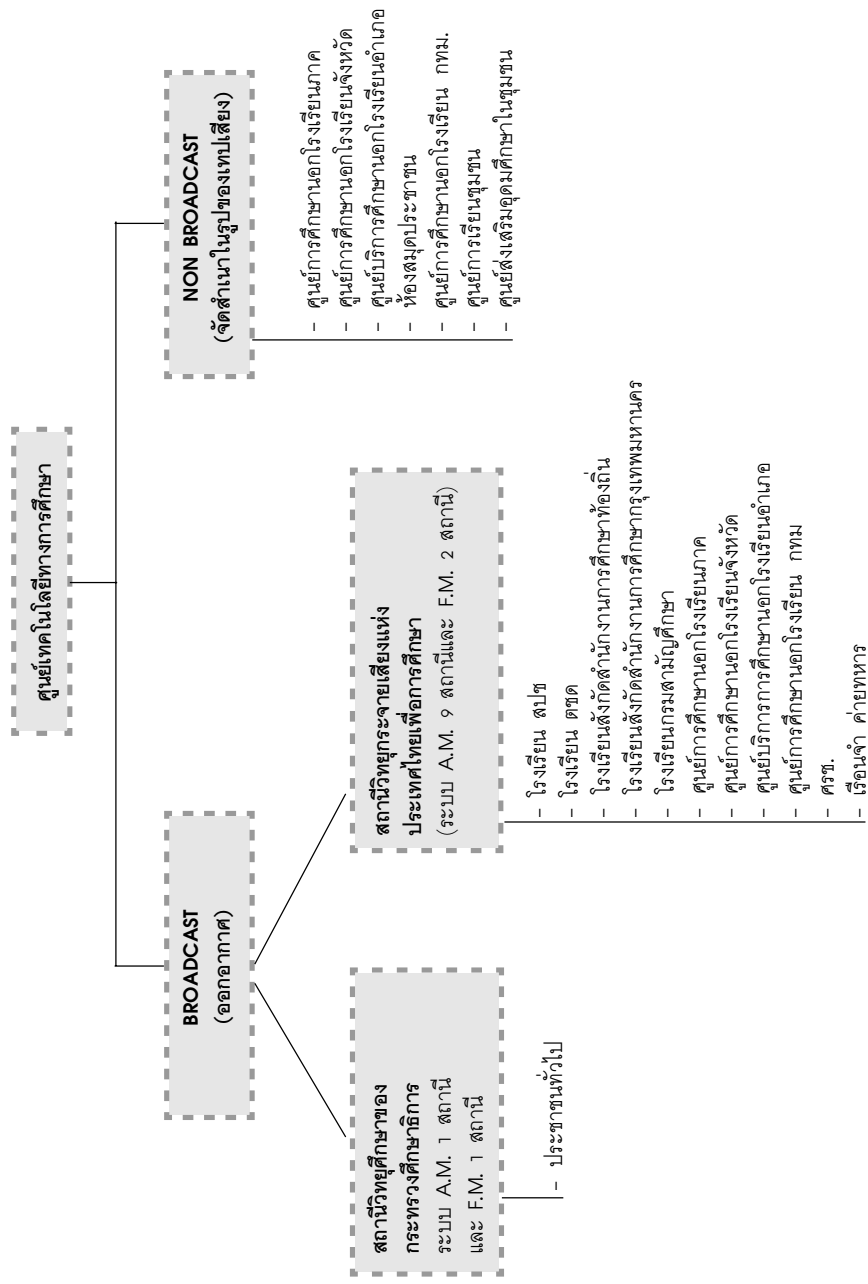 ศูนย์เทคโนโลยีทางการศึกษา
BROADCAST
(ออกอากาศ)
สถานีวิทยุศึกษาของ
กระทรวงศึกษาธิการ
ระบบ A.M. 1 สถานี
และ F.M. 1 สถานี
- ประชาชนทั่วไป
สถานีวิทยุกระจายเสียงแห่ง
ประเทศไทยเพื่อการศึกษา
(ระบบ A.M. 9 สถานีและ F.M. 2 สถานี)
- โรงเรียน สปช
- โรงเรียน ตชด
- โรงเรียนสังกัดสำนักงานการศึกษาท้องถิ่น
- โรงเรียนสังกัดสำนักงานการศึกษากรุงเทพมหานคร
- โรงเรียนกรมสามัญศึกษา
- ศูนย์การศึกษานอกโรงเรียนภาค
- ศูนย์การศึกษานอกโรงเรียนจังหวัด
- ศูนย์บริการการศึกษานอกโรงเรียนอำเภอ
- ศูนย์การศึกษานอกโรงเรียน กทม
- ศรช.
- เรือนจำ ค่ายทหาร
NON BROADCAST
(จัดสำเนาในรูปของเทปเสียง)
- ศูนย์การศึกษานอกโรงเรียนภาค
- ศูนย์การศึกษานอกโรงเรียนจังหวัด
- ศูนย์บริการศึกษานอกโรงเรียนอำเภอ
- ห้องสมุดประชาชน
- ศูนย์การศึกษานอกโรงเรียน กทม.
- ศูนย์การเรียนชุมชน
- ศูนย์ส่งเสริมอุดมศึกษาในชุมชน